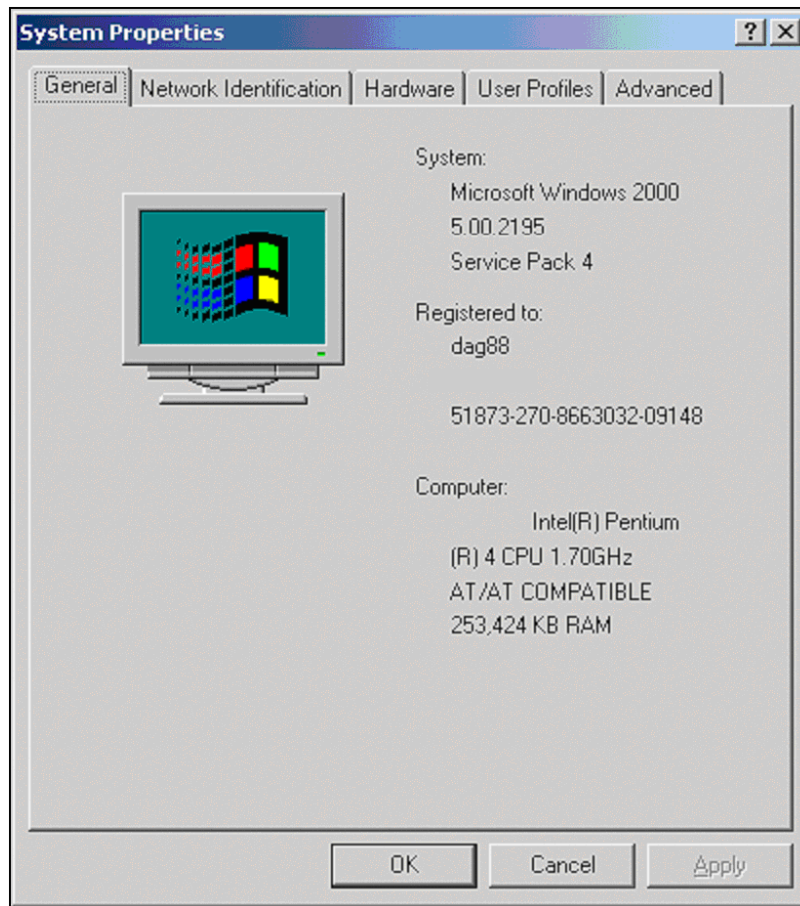 System Properties
General Network Identification Hardware User Profiles Advanced
System:
Microsoft Windows 2000
5.00.2195
Service Pack 4
Registered to:
dag88
51873-270-8663032-09148
Computer:
Intel(R) Pentium
(R) 4 CPU 1.70GHz
AT/AT COMPATIBLE
253,424 KB RAM
OK Cancel Apply